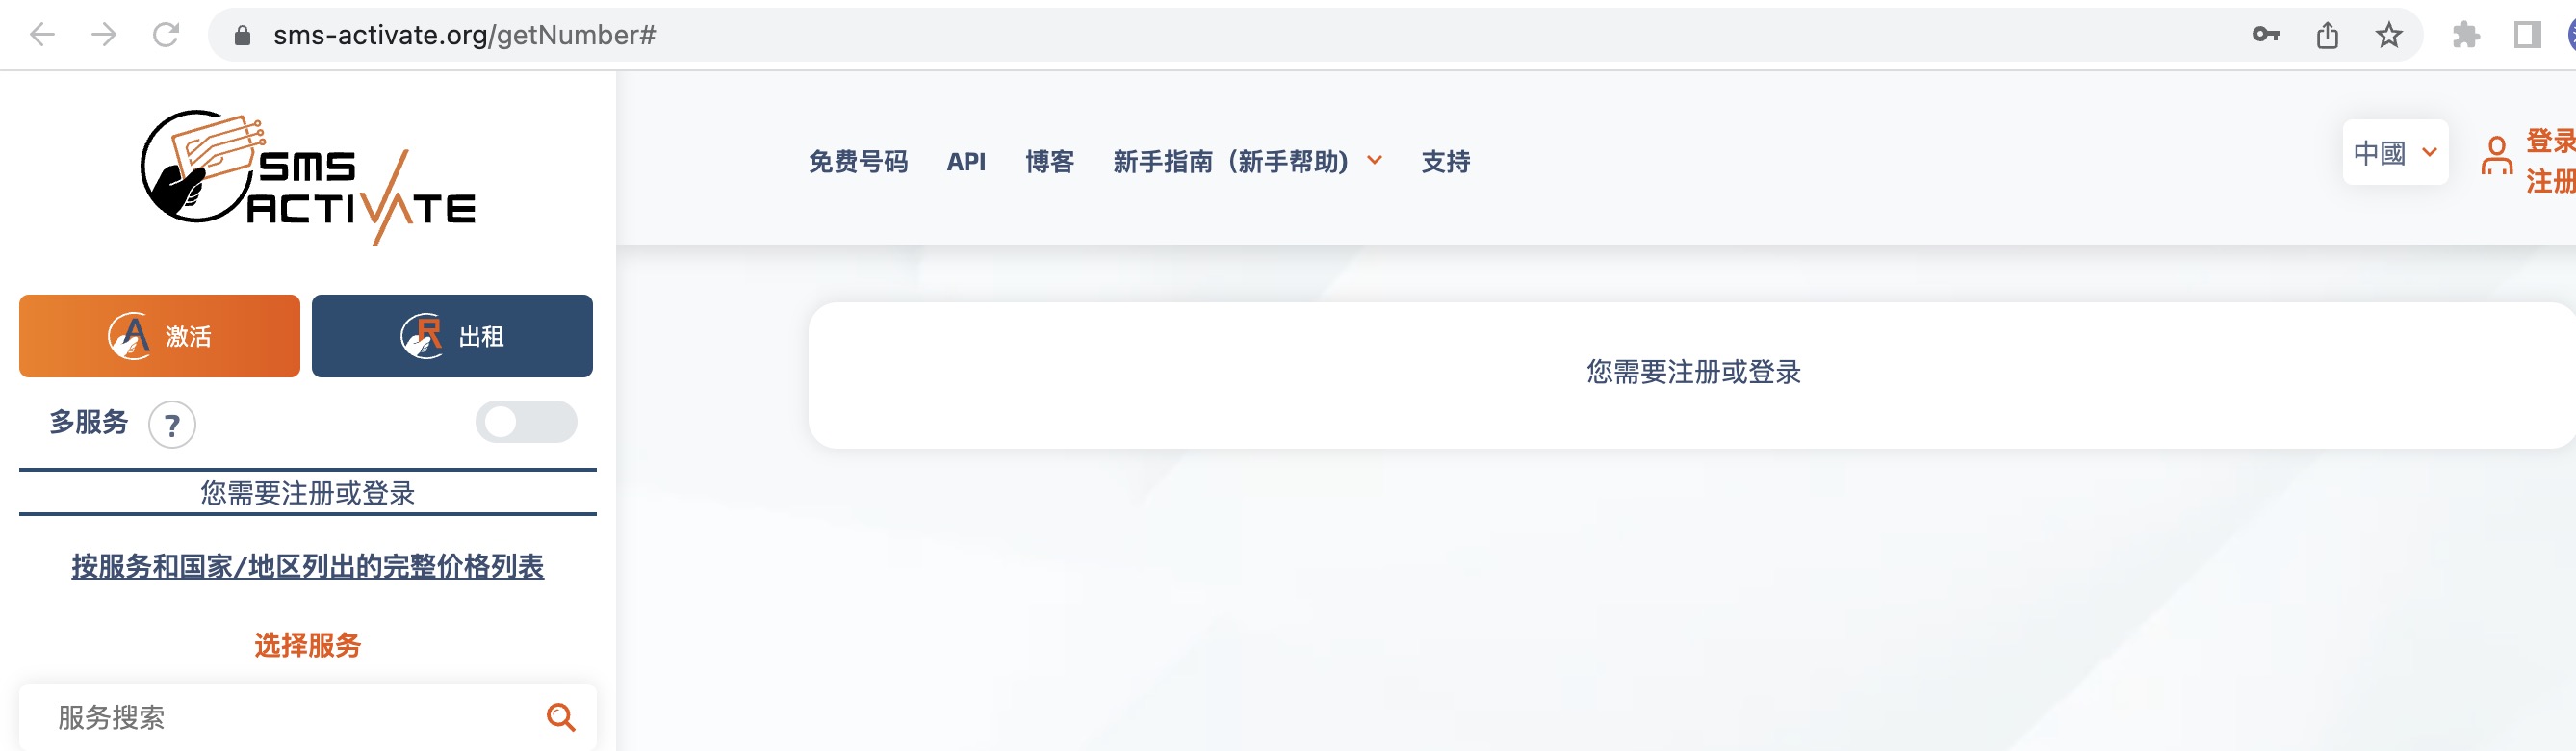 sms-activate.org/getNumber#
SMS
ACTIVATE
免费号码 API 博客 新手指南（新手帮助) 支持
中國
登录
注册
A 激活
R 出租
多服务 ?
您需要注册或登录
您需要注册或登录
按服务和国家/地区列出的完整价格列表
选择服务
服务搜索